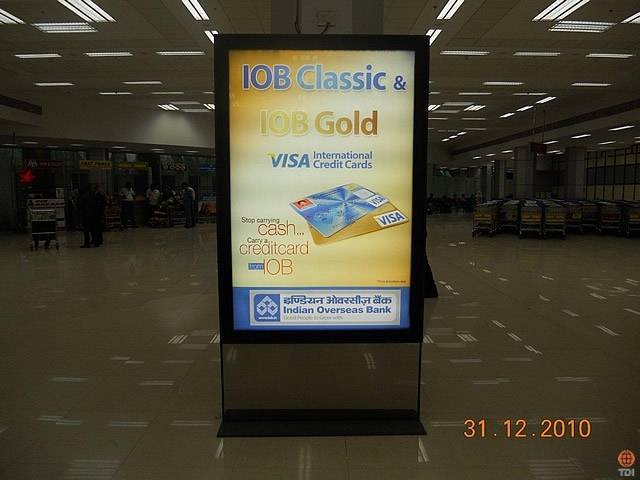 IOB Classic &
IOB Gold
VISA International
Credit Cards
VISA
VISA
Stop carrying
cash...
Carry a
creditcard
from IOB
इण्डियन ओवरसीज़ बैंक
Indian Overseas Bank
Good People to Grow with
31.12.2010
TDI